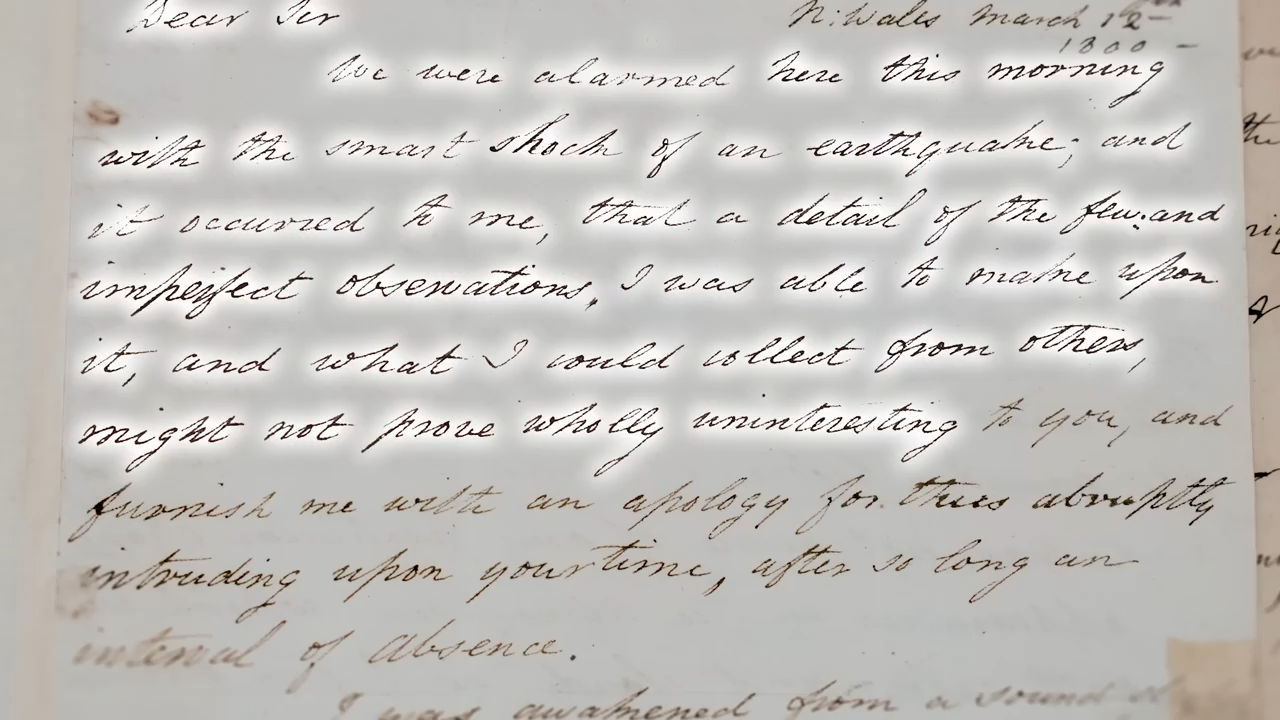 Dear Sir
N: Wales March 12
1800 -
We were alarmed here this morning
with the smart shock of an earthquake; and
it occurred to me, that a detail of the few and
imperfect observations, I was able to make upon
it, and what I could collect from others,
might not prove wholly uninteresting to you, and
furnish me with an apology for thus abruptly
intruding upon your time, after so long an
interval of absence.
I was awakened from a sound
the